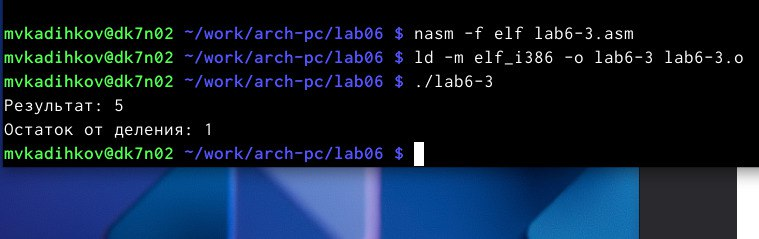 mvkadihkov@dk7n02 ~/work/arch-pc/lab06 $ nasm -f elf lab6-3.asm
mvkadihkov@dk7n02 ~/work/arch-pc/lab06 $ ld -m elf_i386 -o lab6-3 lab6-3.o
mvkadihkov@dk7n02 ~/work/arch-pc/lab06 $ ./lab6-3
Результат: 5
Остаток от деления: 1
mvkadihkov@dk7n02 ~/work/arch-pc/lab06 $